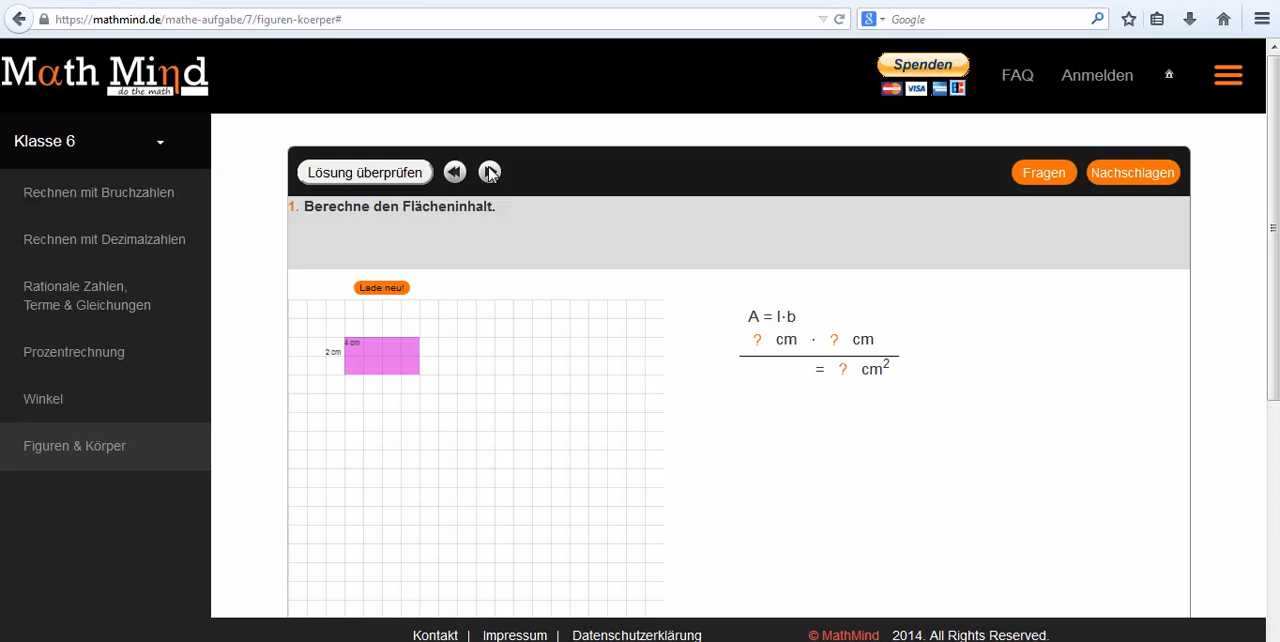 https://mathmind.de/mathe-aufgabe/7/figuren-koerper#
Google
Math Mind
do the math
Spenden
VISA
FAQ
Anmelden
Klasse 6
Rechnen mit Bruchzahlen
Rechnen mit Dezimalzahlen
Rationale Zahlen,
Terme & Gleichungen
Prozentrechnung
Winkel
Figuren & Körper
Lösung überprüfen
Fragen
Nachschlagen
1. Berechne den Flächeninhalt.
Lade neu!
4 cm
2 cm
A = l·b
? cm · ? cm
= ? cm²
Kontakt | Impressum | Datenschutzerklärung
© MathMind 2014. All Rights Reserved.